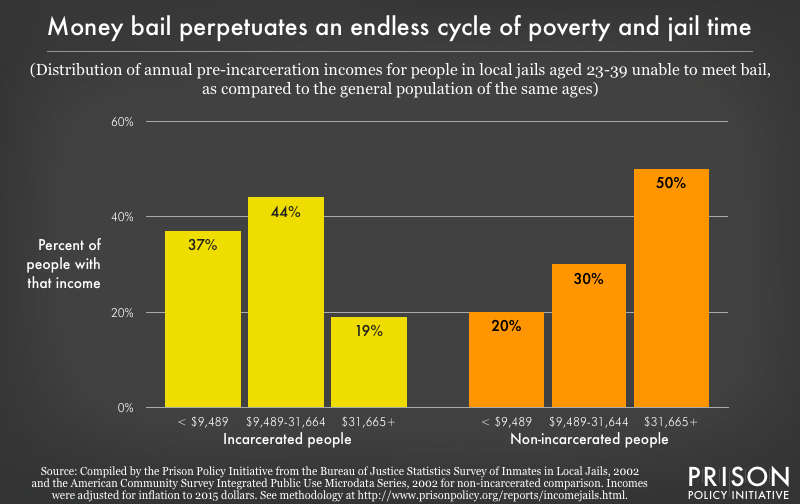 Money bail perpetuates an endless cycle of poverty and jail time
(Distribution of annual pre-incarceration incomes for people in local jails aged 23-39 unable to meet bail,
as compared to the general population of the same ages)
60%
40%
20%
0%
Percent of
people with
that income
37%
44%
19%
20%
30%
50%
< $9,489
$9,489-31,664
$31,665+
< $9,489
$9,489-31,644
$31,665+
Incarcerated people
Non-incarcerated people
Source: Compiled by the Prison Policy Initiative from the Bureau of Justice Statistics Survey of Inmates in Local Jails, 2002
and the American Community Survey Integrated Public Use Microdata Series, 2002 for non-incarcerated comparison. Incomes
were adjusted for inflation to 2015 dollars. See methodology at http://www.prisonpolicy.org/reports/incomejails.html.
PRISON
POLICY INITIATIVE